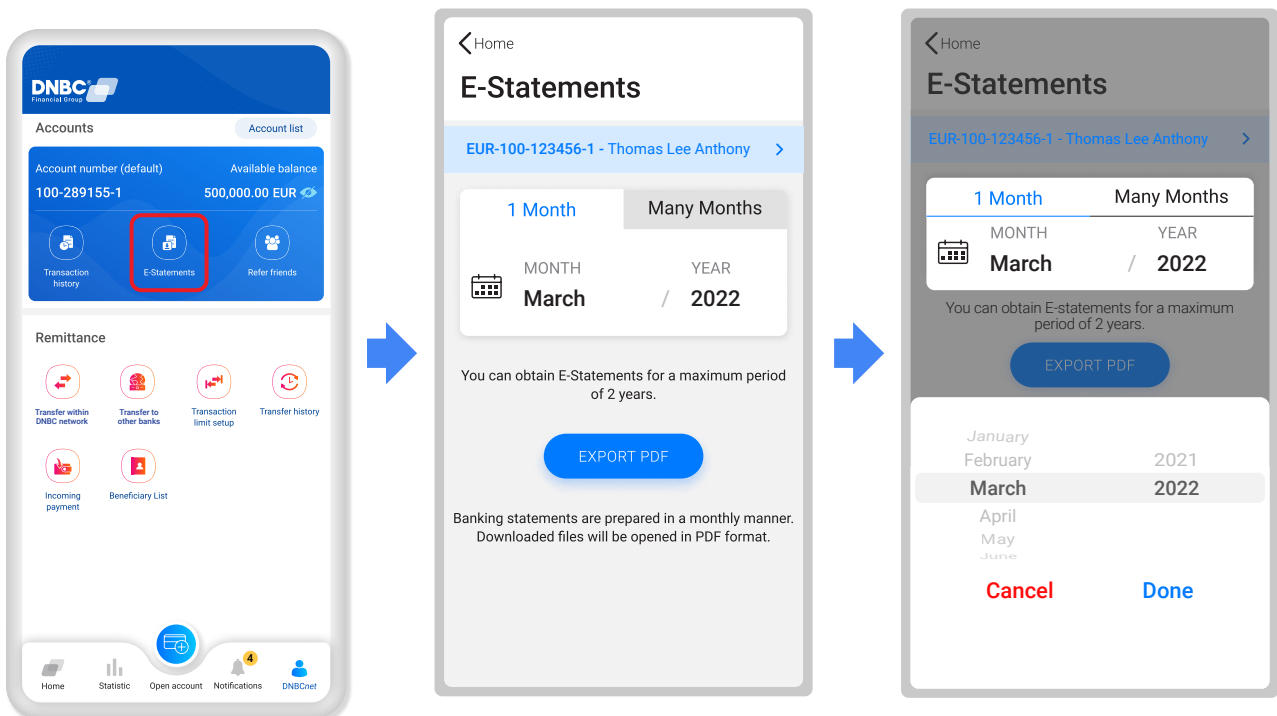 DNBC
Financial Group
Accounts
Account list
Account number (default)
Available balance
100-289155-1
500,000.00 EUR
Transaction
history
E-Statements
Refer friends
Remittance
Transfer within
DNBC network
Transfer to
other banks
Transaction
limit setup
Transfer history
Incoming
payment
Beneficiary List
4
Home
Statistic
Open account
Notifications
DNBCnet
Home
E-Statements
EUR-100-123456-1 - Thomas Lee Anthony
1 Month
Many Months
MONTH
YEAR
March
/
2022
You can obtain E-Statements for a maximum period
of 2 years.
EXPORT PDF
Banking statements are prepared in a monthly manner.
Downloaded files will be opened in PDF format.
Home
E-Statements
EUR-100-123456-1 - Thomas Lee Anthony
1 Month
Many Months
MONTH
YEAR
March
/
2022
You can obtain E-statements for a maximum
period of 2 years.
EXPORT PDF
January
February
2021
March
2022
April
May
June
Cancel
Done